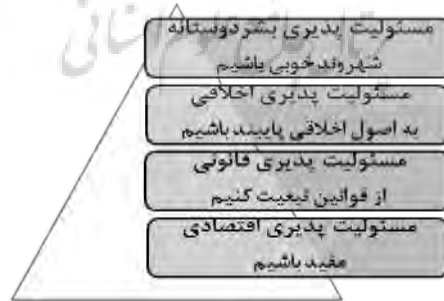 مسئولیت پذیری بشردوستانه
شهروند خوبی باشیم
مسئولیت پذیری اخلاقی
به اصول اخلاقی پایبند باشیم
مسئولیت پذیری قانونی
از قوانین تبعیت کنیم
مسئولیت پذیری اقتصادی
مفید باشیم